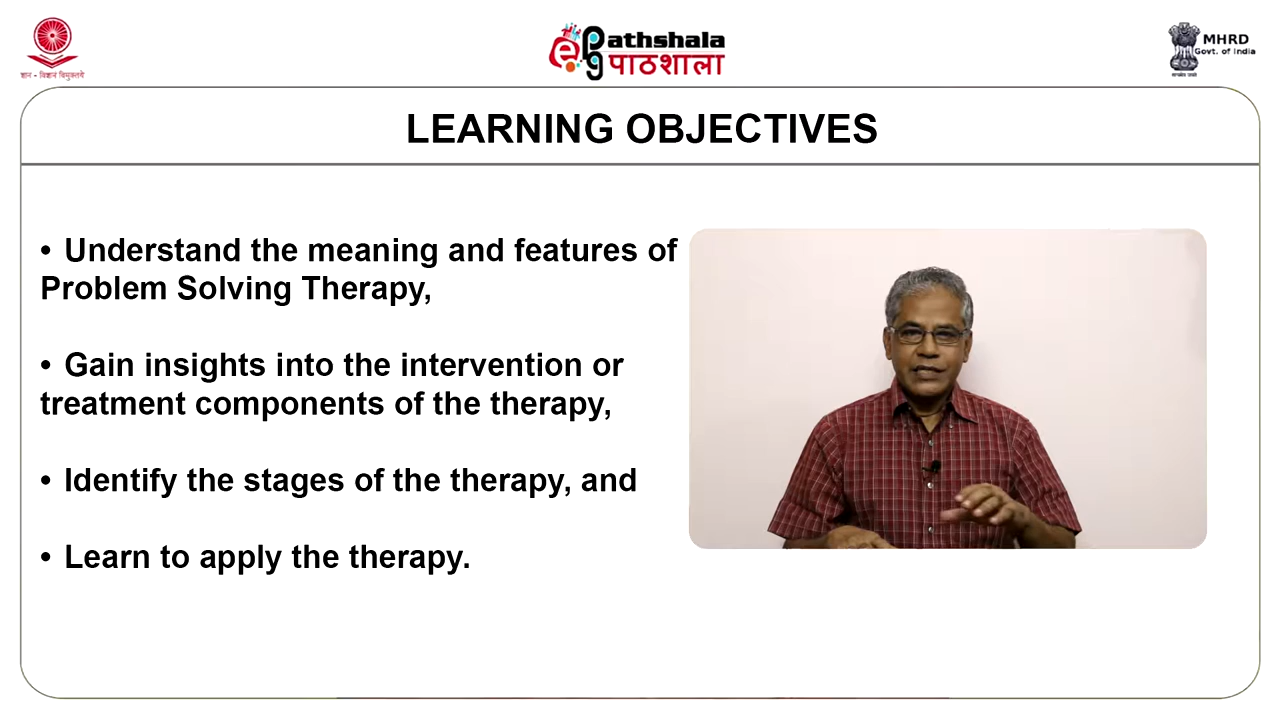 ज्ञान - विज्ञान विमुक्तये
e pg Pathshala
पाठशाला
MHRD
Govt. of India
LEARNING OBJECTIVES
• Understand the meaning and features of
Problem Solving Therapy,
• Gain insights into the intervention or
treatment components of the therapy,
• Identify the stages of the therapy, and
• Learn to apply the therapy.